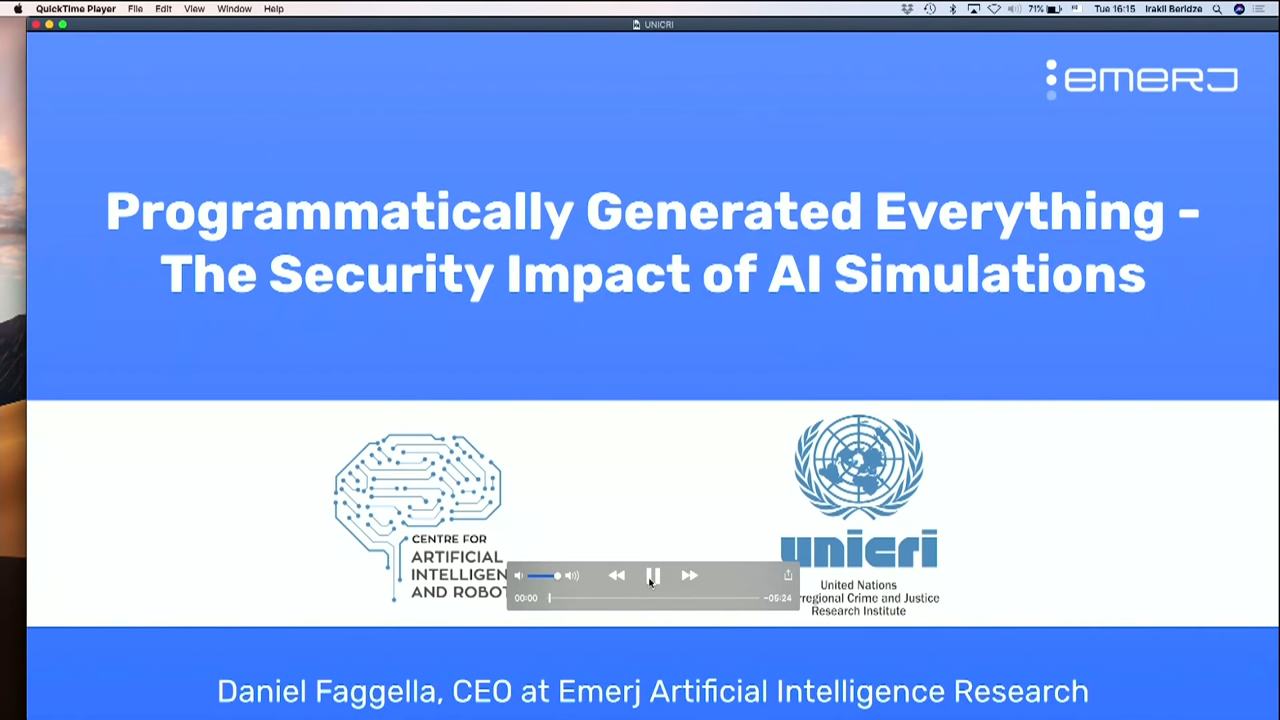 QuickTime Player File Edit View Window Help
71% Tue 16:15 Irakli Beridze
UNICRI
emerj
Programmatically Generated Everything -
The Security Impact of AI Simulations
CENTRE FOR
ARTIFICIAL
INTELLIGEN
AND ROBOT
unicri
United Nations
rregional Crime and Justice
Research Institute
00:00 -05:24
Daniel Faggella, CEO at Emerj Artificial Intelligence Research